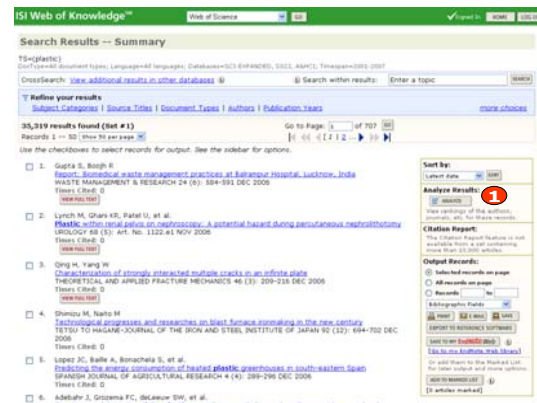 ISI Web of Knowledge℠
Web of Science
GO
Signed In
HOME
LOG
Search Results -- Summary
TS=(plastic)
DocType=All document types; Language=All languages; Databases=SCI-EXPANDED, SSCI, A&HCI; Timespan=2001-2007
CrossSearch: View additional results in other databases
Search within results: Enter a topic
SEARCH
Refine your results
Subject Categories | Source Titles | Document Types | Authors | Publication Years
more choices
35,319 results found (Set #1)
Go to Page: 1 of 707 GO
Records 1 -- 50 Show 50 per page
[ 1 | 2 ...
Use the checkboxes to select records for output. See the sidebar for options.
1. Gupta S, Boojh R
Report: Biomedical waste management practices at Balrampur Hospital, Lucknow, India
WASTE MANAGEMENT & RESEARCH 24 (6): 584-591 DEC 2006
Times Cited: 0
VIEW FULL TEXT
2. Lynch M, Ghani KR, Patel U, et al.
Plastic within renal pelvis on nephroscopy: A potential hazard during percutaneous nephrolithotomy
UROLOGY 68 (5): Art. No. 1122.e1 NOV 2006
Times Cited: 0
VIEW FULL TEXT
3. Qing H, Yang W
Characterization of strongly interacted multiple cracks in an infinite plate
THEORETICAL AND APPLIED FRACTURE MECHANICS 46 (3): 209-216 DEC 2006
Times Cited: 0
VIEW FULL TEXT
4. Shimizu M, Naito M
Technological progresses and researches on blast furnace ironmaking in the new century
TETSU TO HAGANE-JOURNAL OF THE IRON AND STEEL INSTITUTE OF JAPAN 92 (12): 694-702 DEC
2006
Times Cited: 0
5. Lopez JC, Baille A, Bonachela S, et al.
Predicting the energy consumption of heated plastic greenhouses in south-eastern Spain
SPANISH JOURNAL OF AGRICULTURAL RESEARCH 4 (4): 289-296 DEC 2006
Times Cited: 0
6. Adebahr J, Grozema FC, deLeeuw SW, et al.
Sort by:
Latest date
SORT
Analyze Results:
1
ANALYZE
View rankings of the authors,
journals, etc. for these records.
Citation Report:
The Citation Report feature is not
available from a set containing
more than 10,000 articles.
Output Records:
Selected records on page
All records on page
Records to
Bibliographic Fields
PRINT
E-MAIL
SAVE
EXPORT TO REFERENCE SOFTWARE
SAVE TO MY EndNote Web
[Go to my EndNote Web library]
Or add them to the Marked List
for later output and more options.
ADD TO MARKED LIST
[0 articles marked]